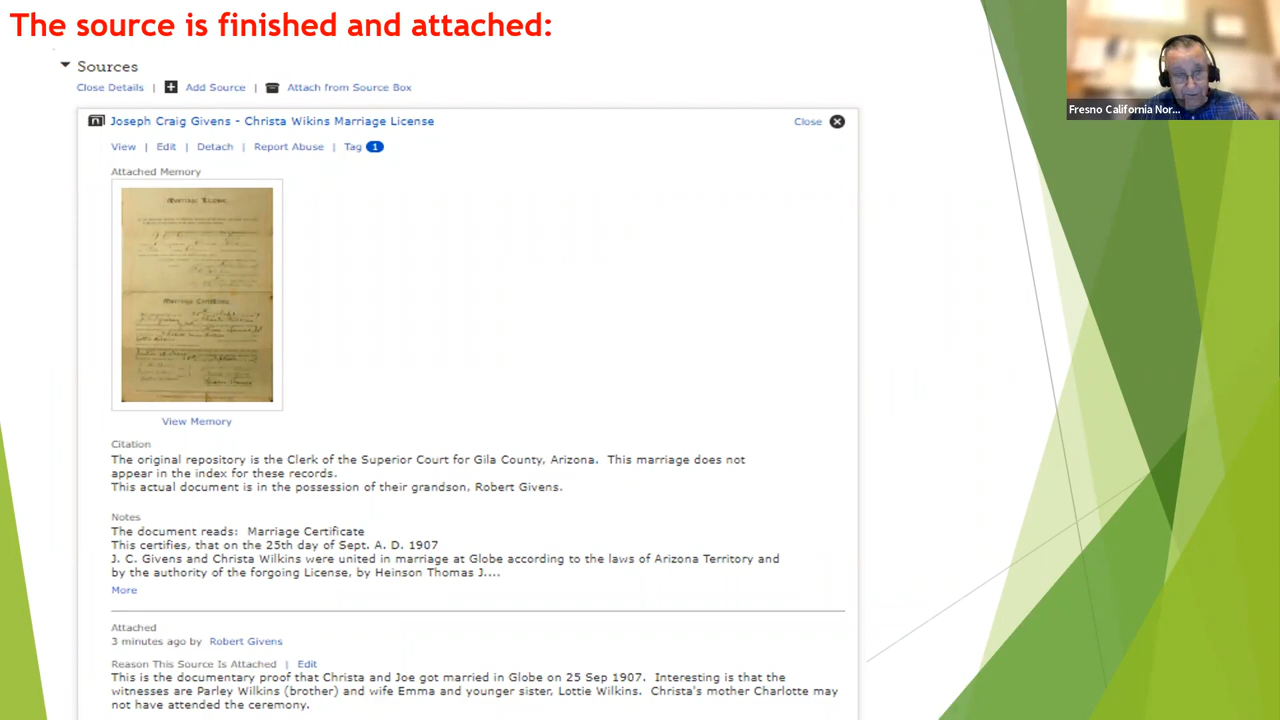 The source is finished and attached:
Fresno California Nor...
Sources
Close Details | Add Source | Attach from Source Box
Joseph Craig Givens - Christa Wikins Marriage License
Close
View | Edit | Detach | Report Abuse | Tag 1
Attached Memory
Marriage License.
Marriage Certificate.
View Memory
Citation
The original repository is the Clerk of the Superior Court for Gila County, Arizona. This marriage does not
appear in the index for these records.
This actual document is in the possession of their grandson, Robert Givens.
Notes
The document reads: Marriage Certificate
This certifies, that on the 25th day of Sept. A. D. 1907
J. C. Givens and Christa Wilkins were united in marriage at Globe according to the laws of Arizona Territory and
by the authority of the forgoing License, by Heinson Thomas J....
More
Attached
3 minutes ago by Robert Givens
Reason This Source Is Attached | Edit
This is the documentary proof that Christa and Joe got married in Globe on 25 Sep 1907. Interesting is that the
witnesses are Parley Wilkins (brother) and wife Emma and younger sister, Lottie Wilkins. Christa's mother Charlotte may
not have attended the ceremony.